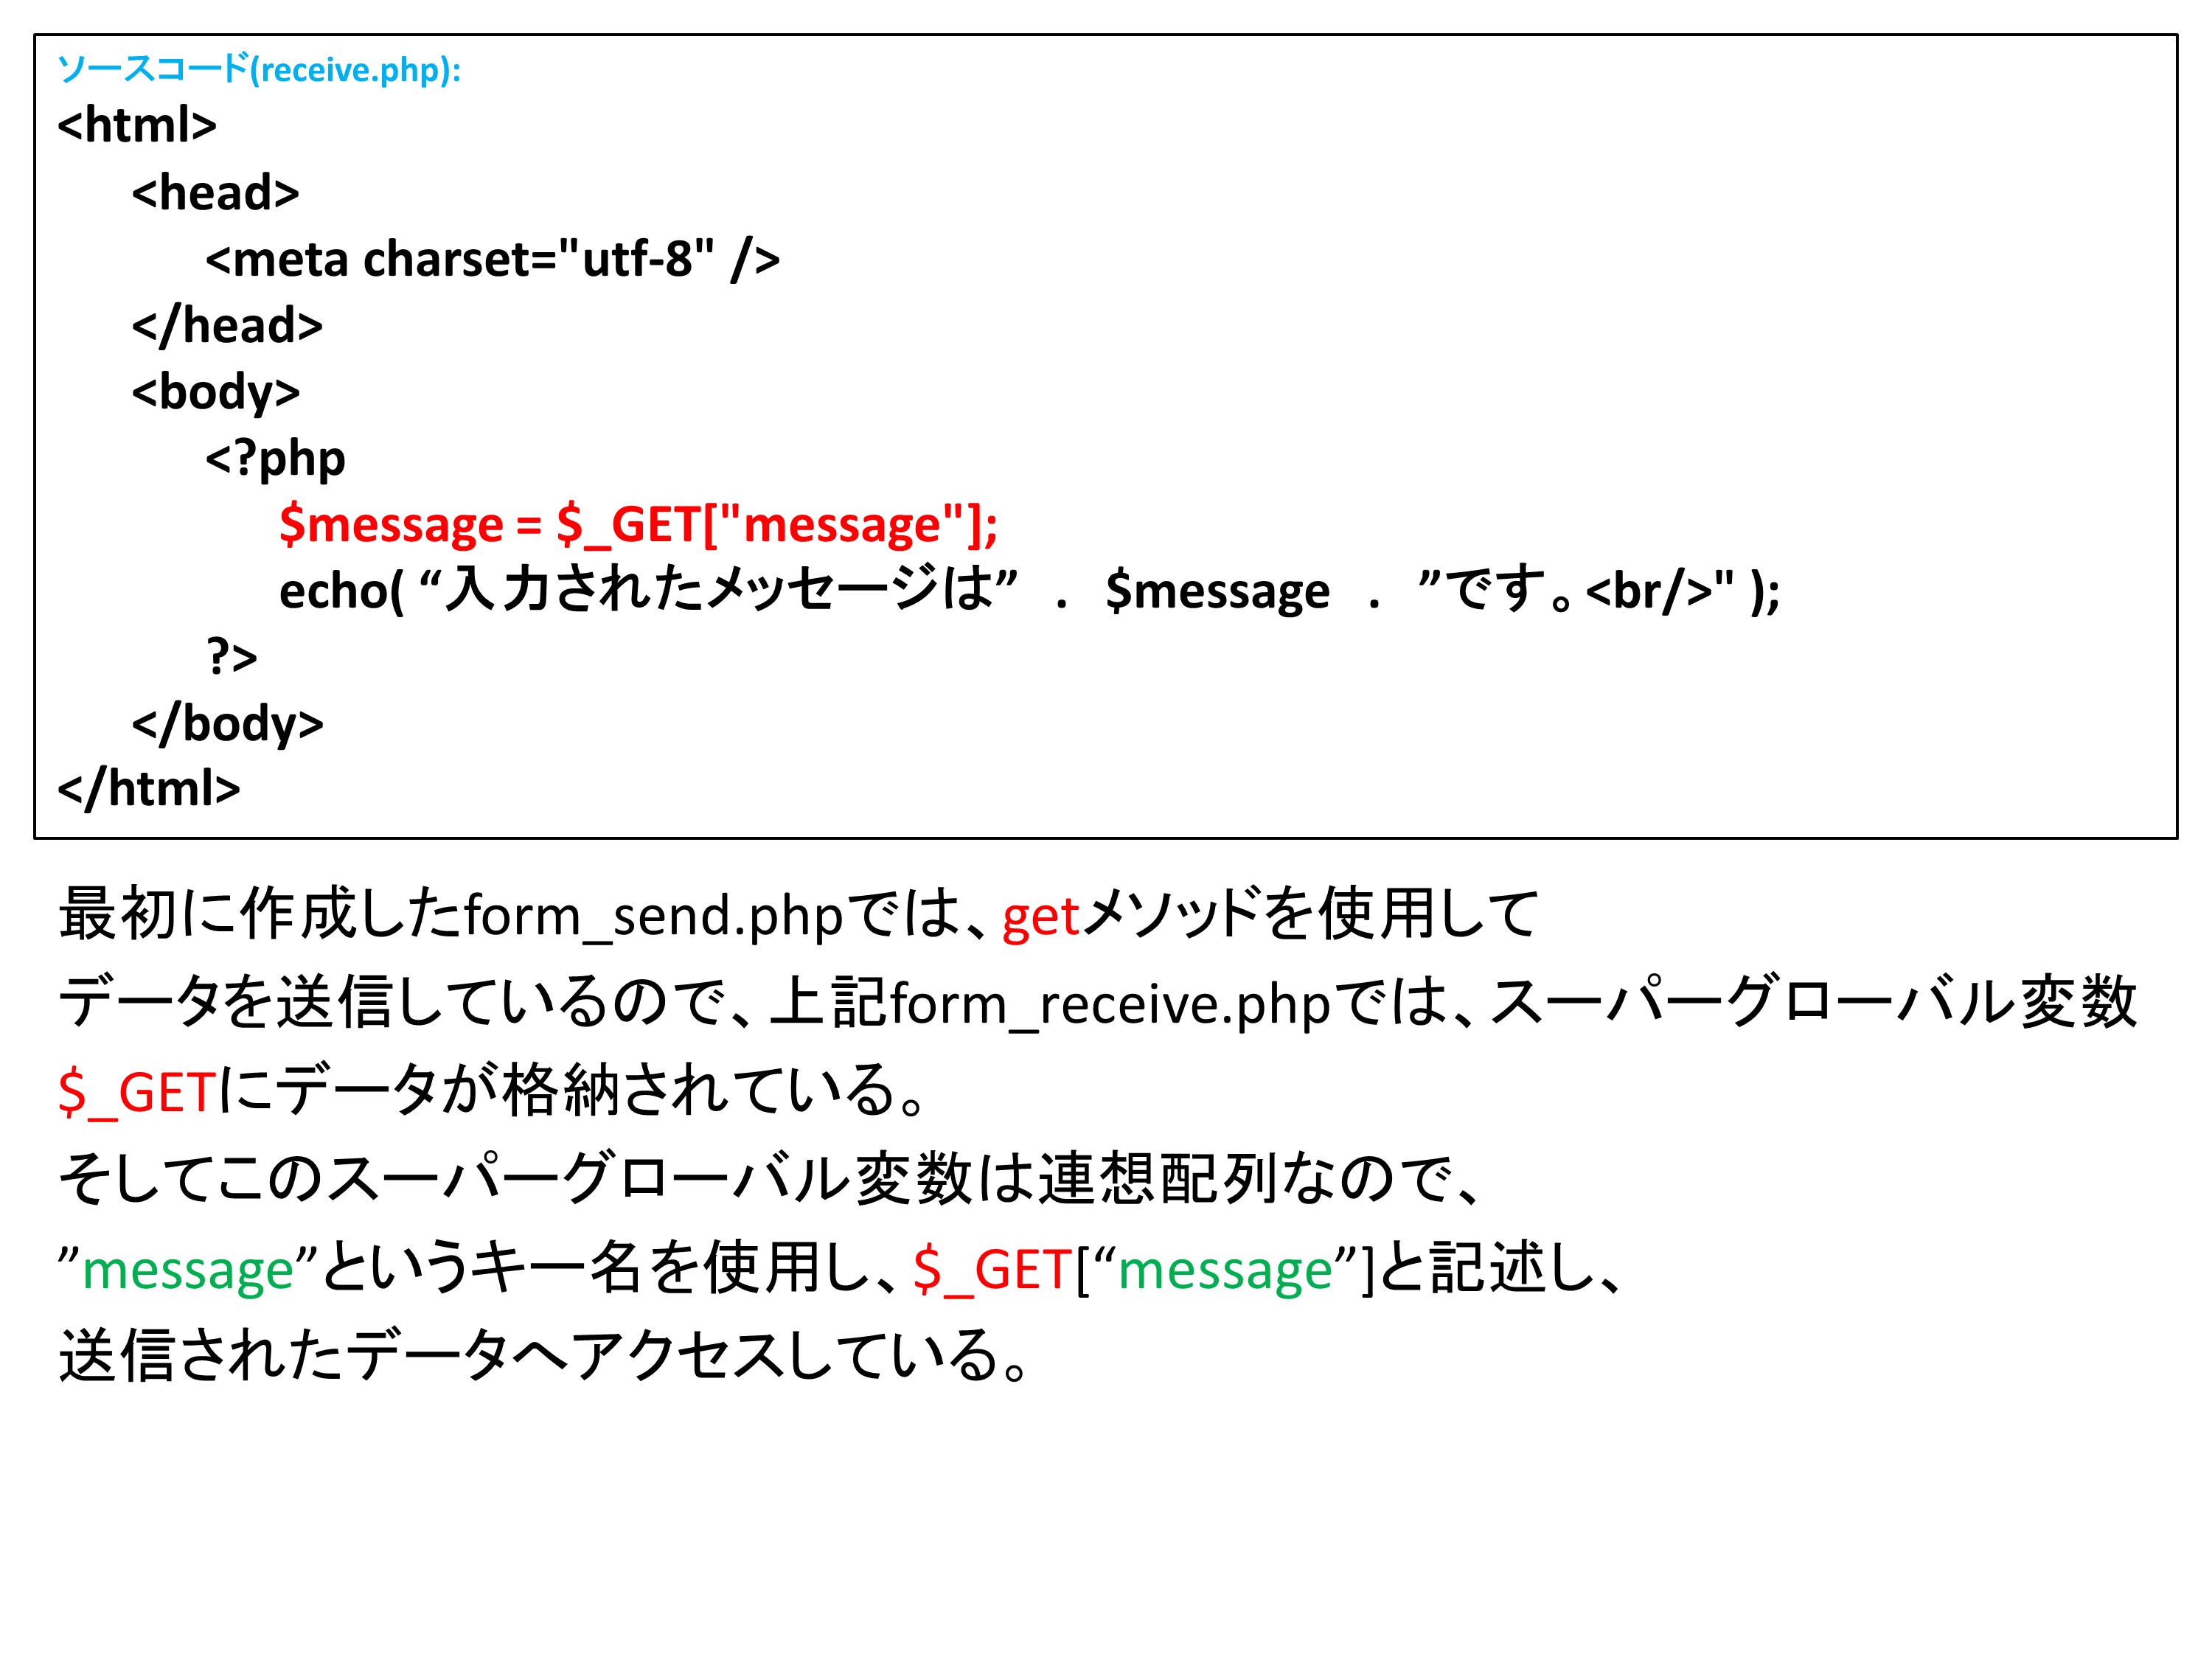 ソースコード(receive.php):
<html>
<head>
<meta charset="utf-8" />
</head>
<body>
<?php
$message = $_GET["message"];
echo( “入力されたメッセージは” . $message . ”です。<br/>" );
?>
</body>
</html>
最初に作成したform_send.phpでは、getメソッドを使用して
データを送信しているので、上記form_receive.phpでは、スーパーグローバル変数
$_GETにデータが格納されている。
そしてこのスーパーグローバル変数は連想配列なので、
”message”というキー名を使用し、$_GET[“message”]と記述し、
送信されたデータへアクセスしている。